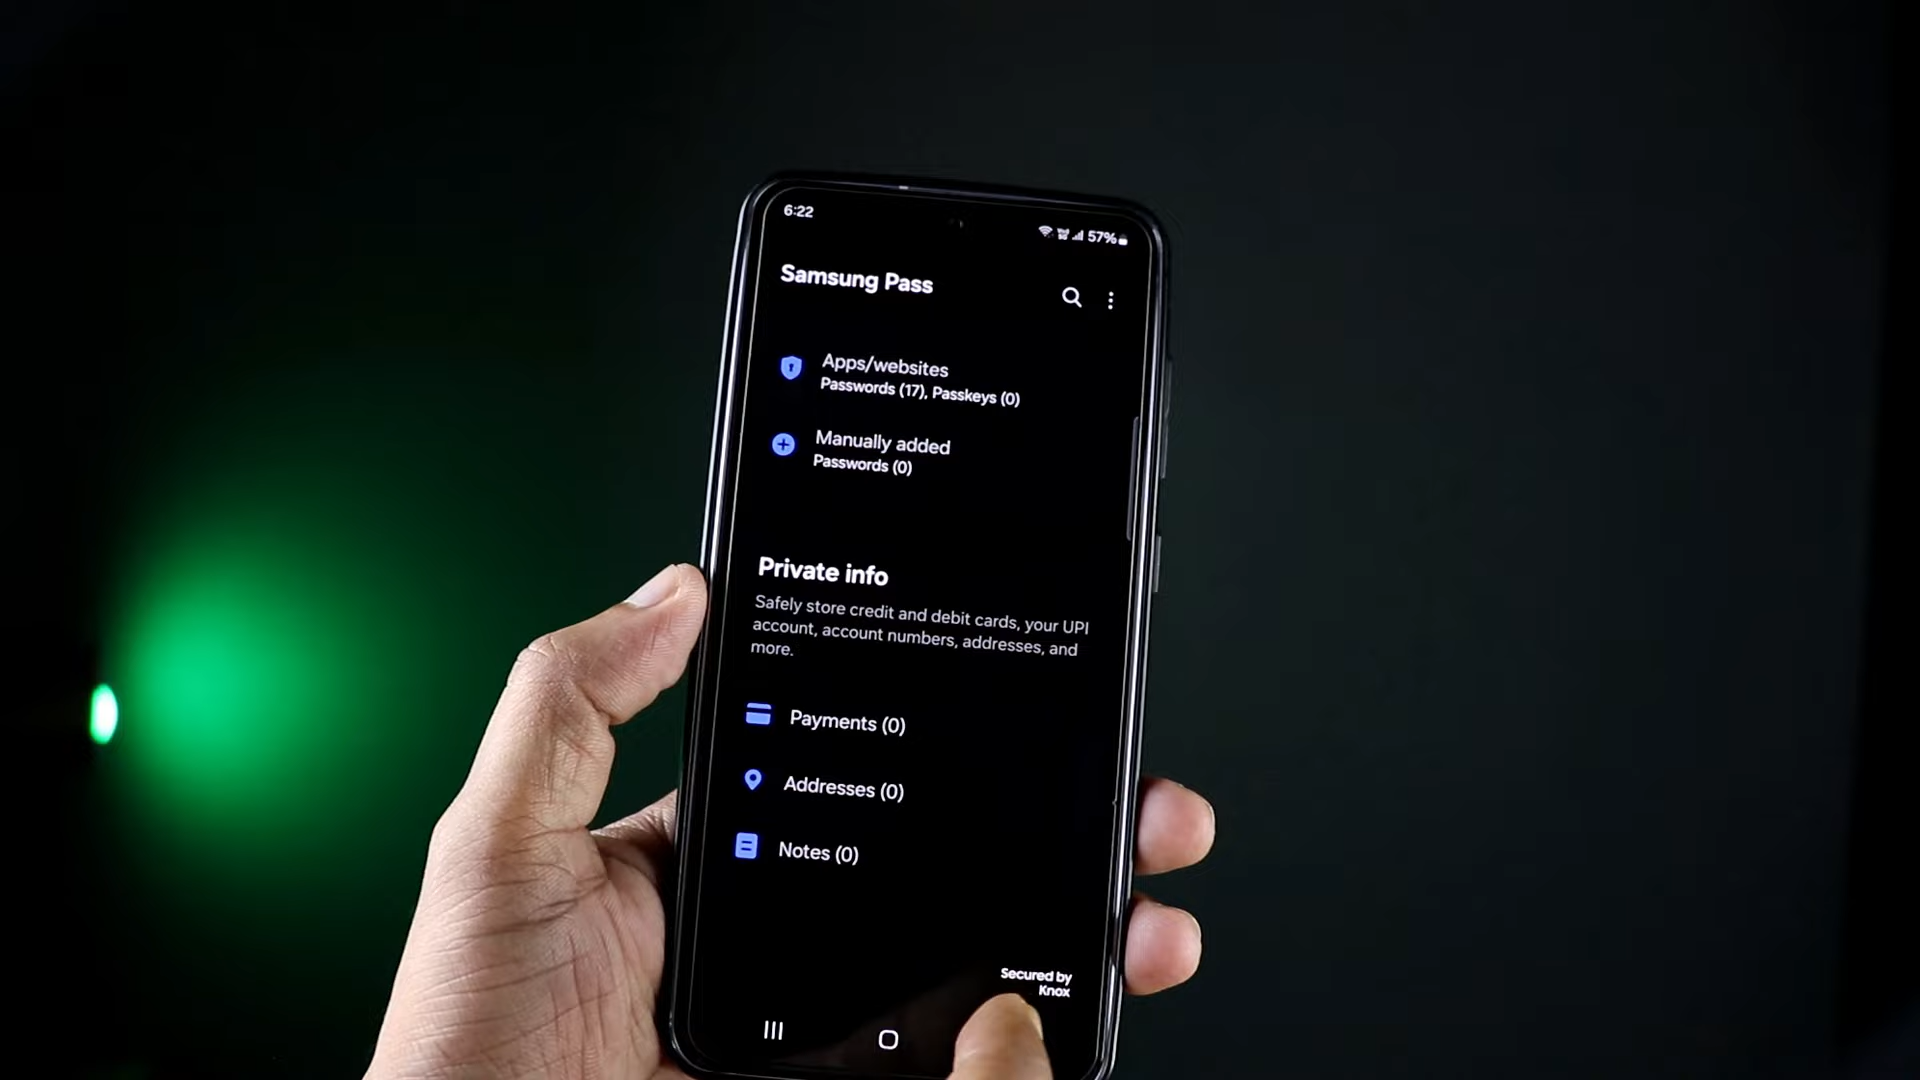 6:22
57%
Samsung Pass
Apps/websites
Passwords (17), Passkeys (0)
Manually added
Passwords (0)
Private info
Safely store credit and debit cards, your UPI
account, account numbers, addresses, and
more.
Payments (0)
Addresses (0)
Notes (0)
Secured by
Knox